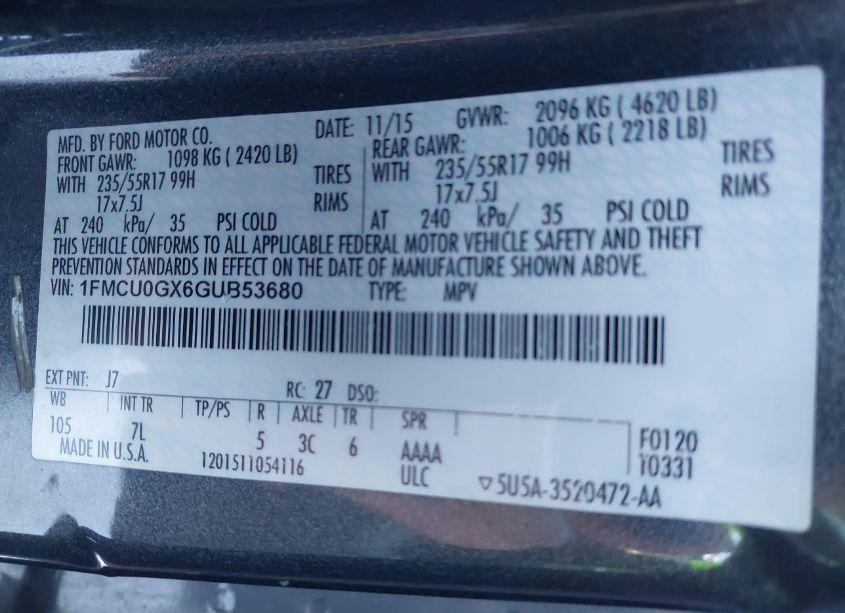 MFD. BY FORD MOTOR CO. DATE: 11/15 GVWR: 2096 KG ( 4620 LB)
FRONT GAWR: 1098 KG ( 2420 LB) REAR GAWR: 1006 KG ( 2218 LB)
WITH 235/55R17 99H TIRES WITH 235/55R17 99H TIRES
17x7.5J RIMS 17x7.5J RIMS
AT 240 kPa/ 35 PSI COLD AT 240 kPa/ 35 PSI COLD
THIS VEHICLE CONFORMS TO ALL APPLICABLE FEDERAL MOTOR VEHICLE SAFETY AND THEFT
PREVENTION STANDARDS IN EFFECT ON THE DATE OF MANUFACTURE SHOWN ABOVE.
VIN: 1FMCU0GX6GUB53680 TYPE: MPV
EXT PNT: J7 RC: 27 DSO:
WB INT TR TP/PS R AXLE TR SPR
105 7L 5 3C 6 AAAA F0120
MADE IN U.S.A. 1201511054116 ULC T0331
▽5U5A-3520472-AA